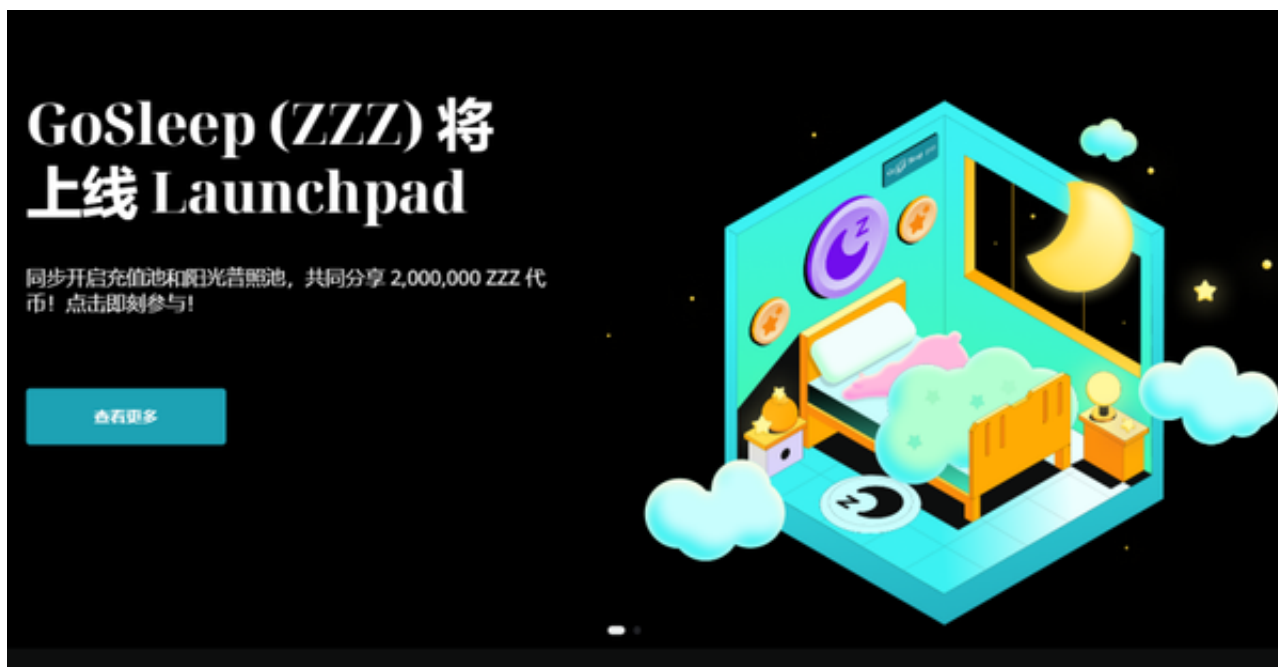 GoSleep (ZZZ) 将
上线 Launchpad
同步开启充值池和阳光普照池，共同分享 2,000,000 ZZZ 代
币！点击即刻参与！
查看更多
Z
Z